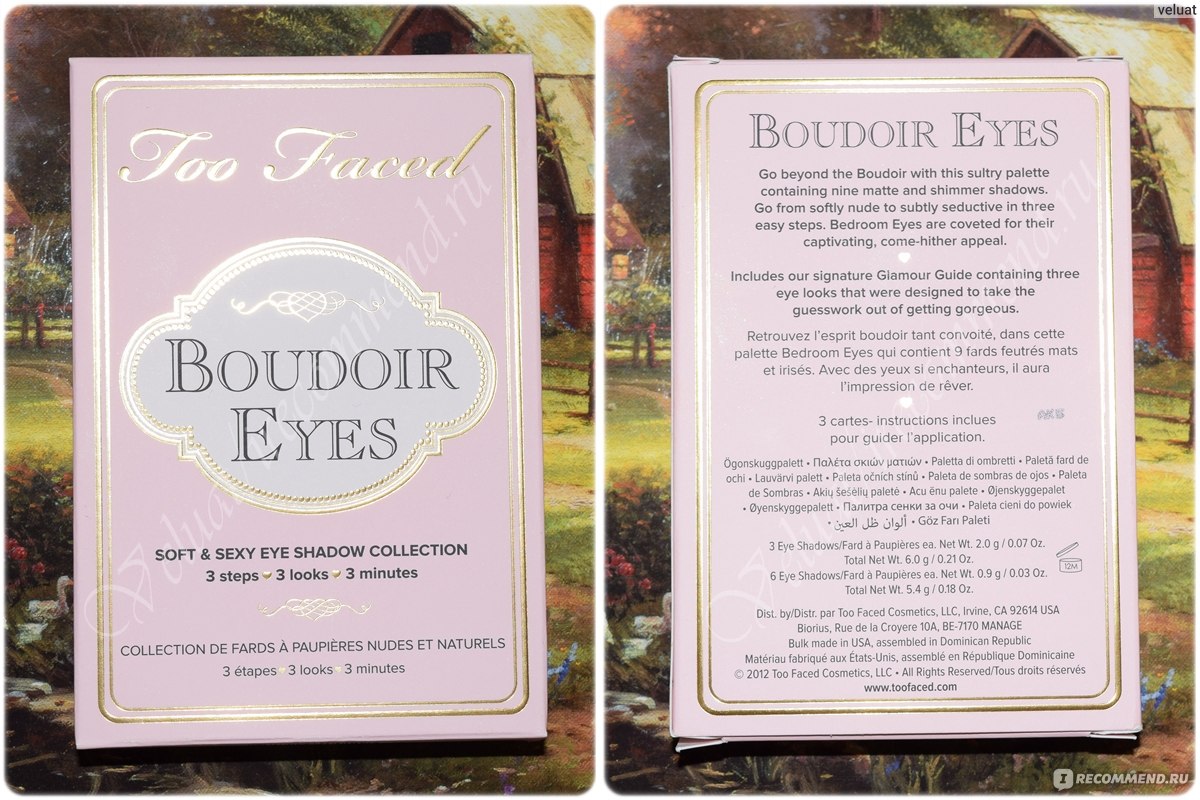 Too Faced
BOUDOIR
EYES
SOFT & SEXY EYE SHADOW COLLECTION
3 steps 3 looks 3 minutes
COLLECTION DE FARDS À PAUPIÈRES NUDES ET NATURELS
3 étapes 3 looks 3 minutes
veluat
BOUDOIR EYES
Go beyond the Boudoir with this sultry palette
containing nine matte and shimmer shadows.
Go from softly nude to subtly seductive in three
easy steps. Bedroom Eyes are coveted for their
captivating, come-hither appeal.
Includes our signature Glamour Guide containing three
eye looks that were designed to take the
guesswork out of getting gorgeous.
Retrouvez l’esprit boudoir tant convoité, dans cette
palette Bedroom Eyes qui contient 9 fards feutrés mats
et irisés. Avec des yeux si enchanteurs, il aura
l’impression de rêver.
3 cartes- instructions inclues
pour guider l’application.
Ögonskuggpalett • Παλέτα σκιών ματιών • Paletta di ombretti • Paletă fard de
ochi • Lauvärvi palett • Paleta očních stínů • Paleta de sombras de ojos • Paleta
de Sombras • Akių šešėlių paletė • Acu ēnu palete • Øjenskyggepalet
• Øyenskyggepalett • Палитра сенки за очи • Paleta cieni do powiek
• ألوان ظل العين • Göz Farı Paleti
3 Eye Shadows/Fard à Paupières ea. Net Wt. 2.0 g / 0.07 Oz.
Total Net Wt. 6.0 g / 0.21 Oz.
6 Eye Shadows/Fard à Paupières ea. Net Wt. 0.9 g / 0.03 Oz.
Total Net Wt. 5.4 g / 0.18 Oz.
12M
Dist. by/Distr. par Too Faced Cosmetics, LLC, Irvine, CA 92614 USA
Biorius, Rue de la Croyere 10A, BE-7170 MANAGE
Bulk made in USA, assembled in Dominican Republic
Matériau fabriqué aux États-Unis, assemblé en République Dominicaine
© 2012 Too Faced Cosmetics, LLC • All Rights Reserved/Tous droits réservés
www.toofaced.com
I RECOMMEND.RU